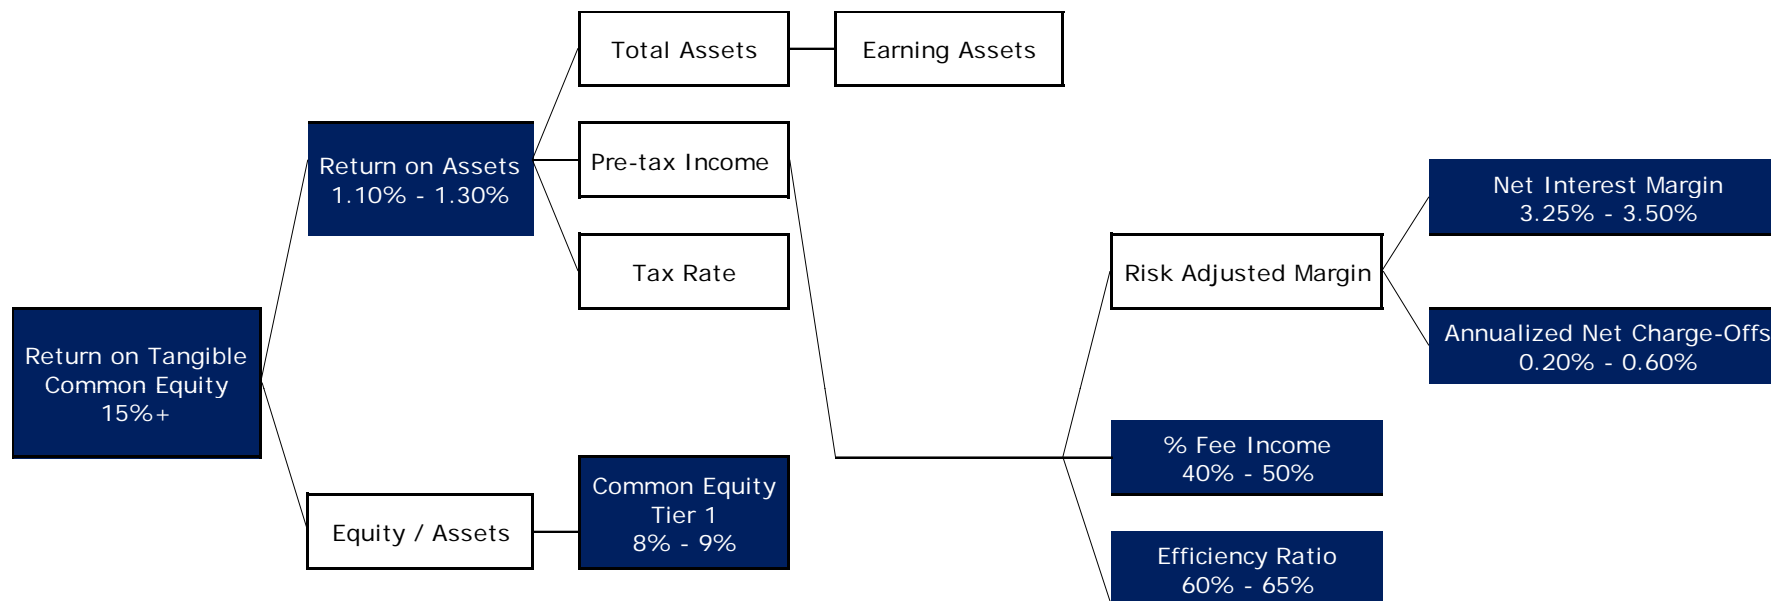 Total Assets
Earning Assets
Return on Assets
1.10% - 1.30%
Pre-tax Income
Tax Rate
Return on Tangible
Common Equity
15%+
Equity / Assets
Common Equity
Tier 1
8% - 9%
Risk Adjusted Margin
Net Interest Margin
3.25% - 3.50%
Annualized Net Charge-Offs
0.20% - 0.60%
% Fee Income
40% - 50%
Efficiency Ratio
60% - 65%